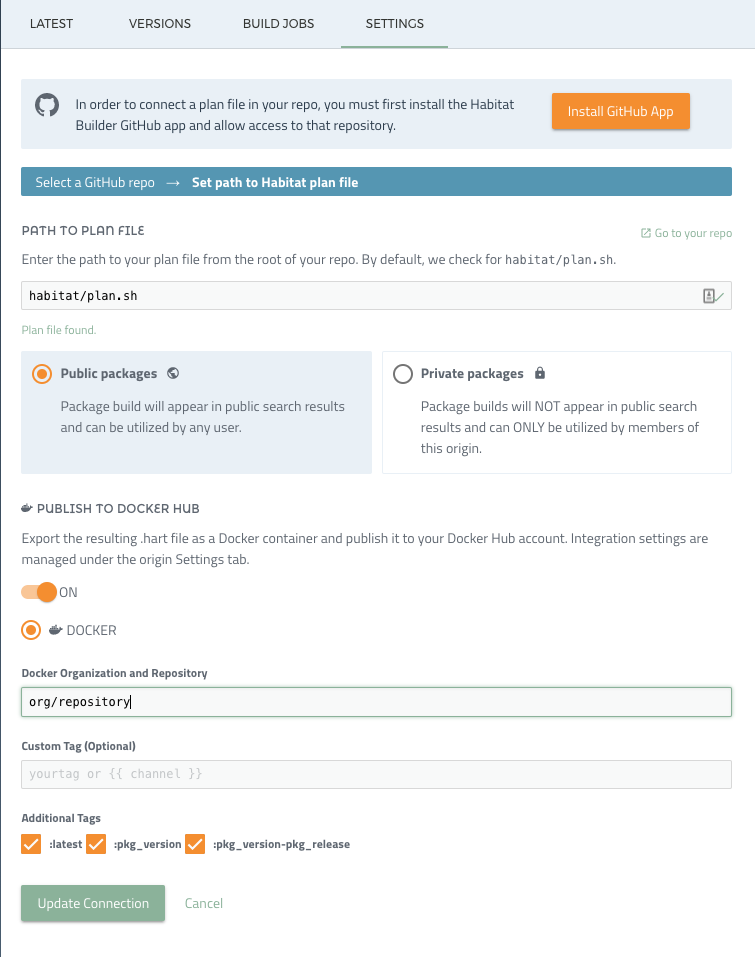 LATEST VERSIONS BUILD JOBS SETTINGS
In order to connect a plan file in your repo, you must first install the Habitat
Builder GitHub app and allow access to that repository.
Install GitHub App
Select a GitHub repo → Set path to Habitat plan file
PATH TO PLAN FILE
Go to your repo
Enter the path to your plan file from the root of your repo. By default, we check for habitat/plan.sh.
habitat/plan.sh
Plan file found.
Public packages
Package build will appear in public search results
and can be utilized by any user.
Private packages
Package builds will NOT appear in public search
results and can ONLY be utilized by members of
this origin.
PUBLISH TO DOCKER HUB
Export the resulting .hart file as a Docker container and publish it to your Docker Hub account. Integration settings are
managed under the origin Settings tab.
ON
DOCKER
Docker Organization and Repository
org/repository
Custom Tag (Optional)
yourtag or {{ channel }}
Additional Tags
:latest :pkg_version :pkg_version-pkg_release
Update Connection Cancel